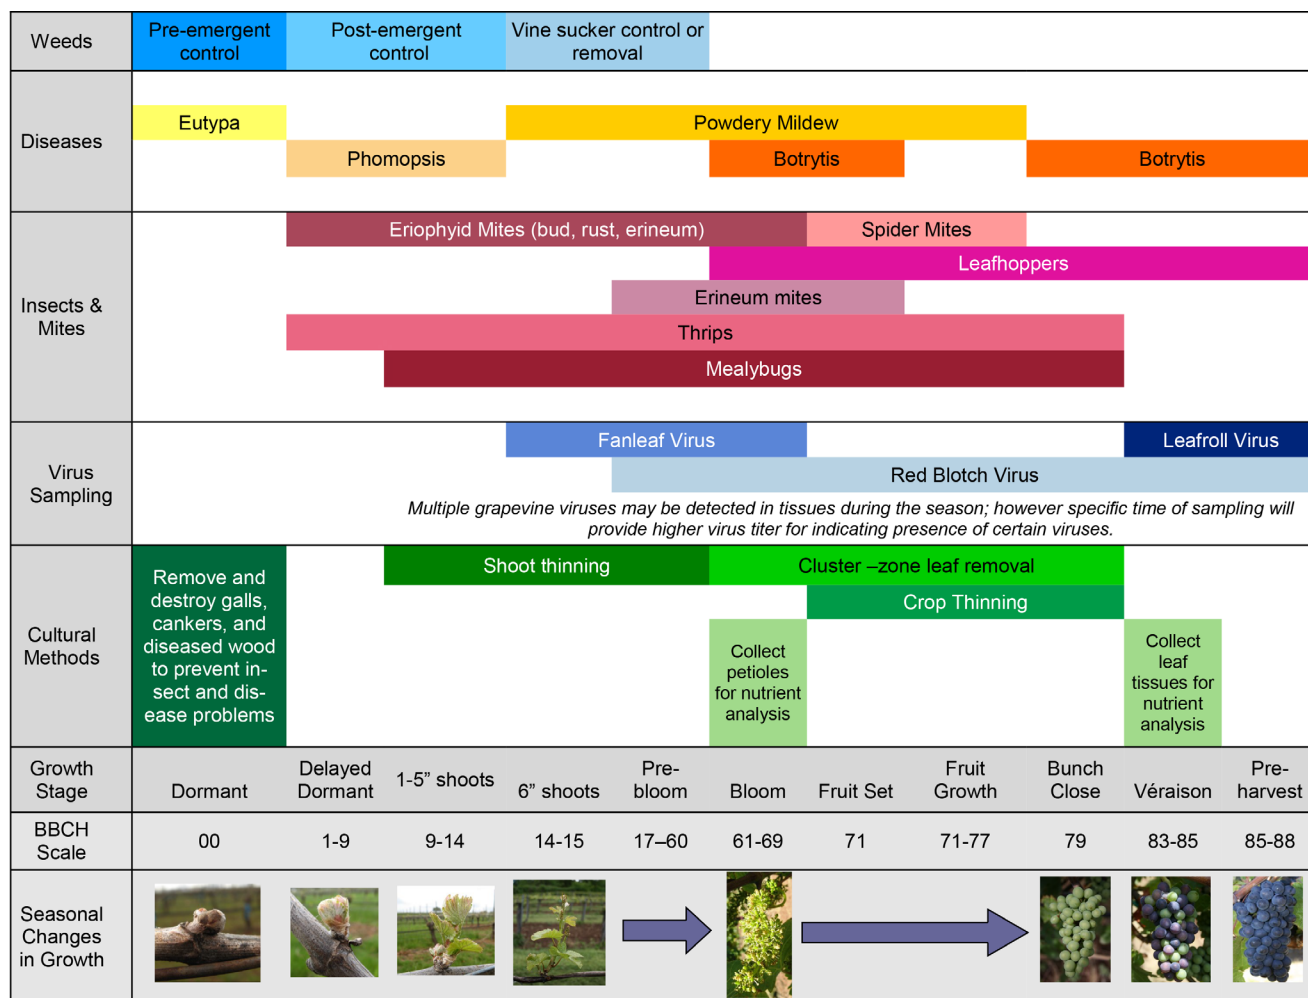 Weeds
Pre-emergent
control
Post-emergent
control
Vine sucker control or
removal
Diseases
Eutypa
Powdery Mildew
Phomopsis
Botrytis
Botrytis
Insects &
Mites
Eriophyid Mites (bud, rust, erineum)
Spider Mites
Leafhoppers
Erineum mites
Thrips
Mealybugs
Virus
Sampling
Fanleaf Virus
Leafroll Virus
Red Blotch Virus
Multiple grapevine viruses may be detected in tissues during the season; however specific time of sampling will
provide higher virus titer for indicating presence of certain viruses.
Cultural
Methods
Remove and
destroy galls,
cankers, and
diseased wood
to prevent in-
sect and dis-
ease problems
Shoot thinning
Cluster –zone leaf removal
Crop Thinning
Collect
petioles
for nutrient
analysis
Collect
leaf
tissues for
nutrient
analysis
Growth
Stage
Dormant
Delayed
Dormant
1-5” shoots
6” shoots
Pre-
bloom
Bloom
Fruit Set
Fruit
Growth
Bunch
Close
Véraison
Pre-
harvest
BBCH
Scale
00
1-9
9-14
14-15
17–60
61-69
71
71-77
79
83-85
85-88
Seasonal
Changes
in Growth